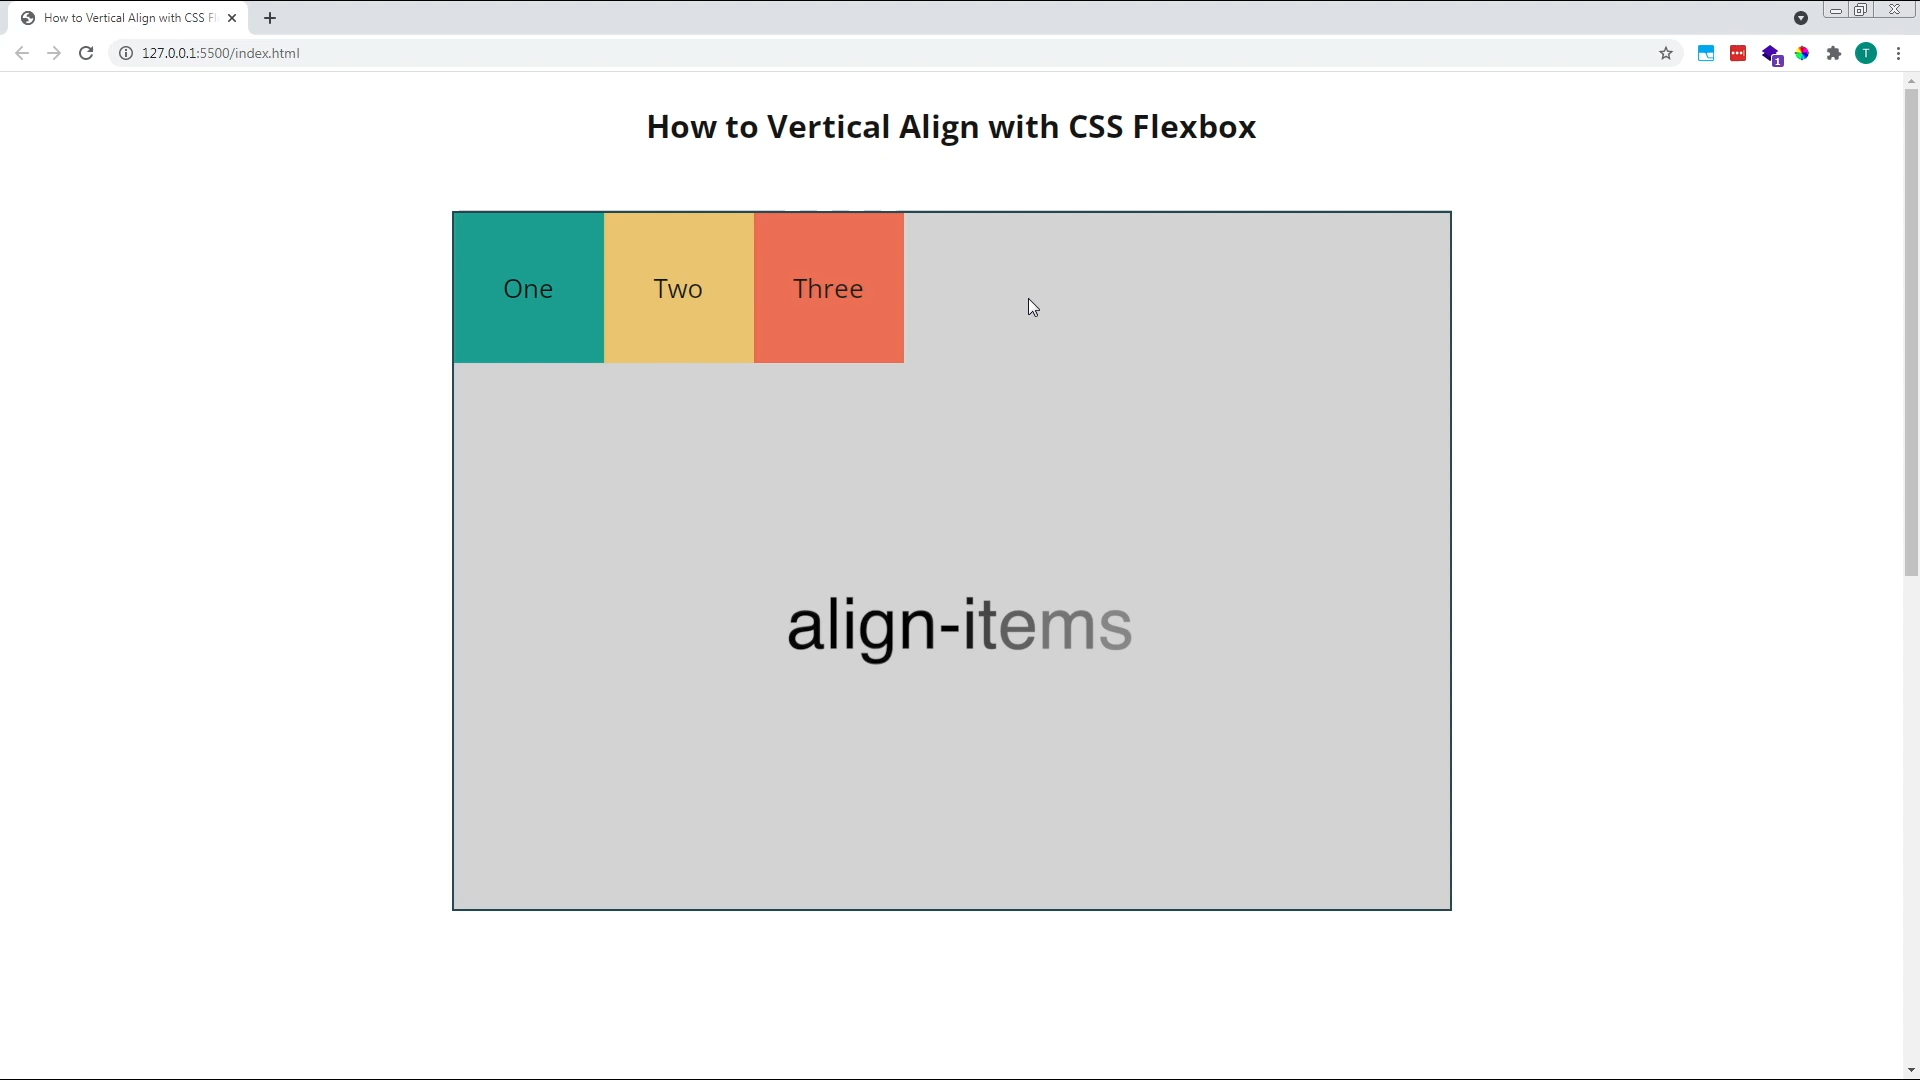 How to Vertical Align with CSS Fl
127.0.0.1:5500/index.html
1
T
How to Vertical Align with CSS Flexbox
One
Two
Three
align-items